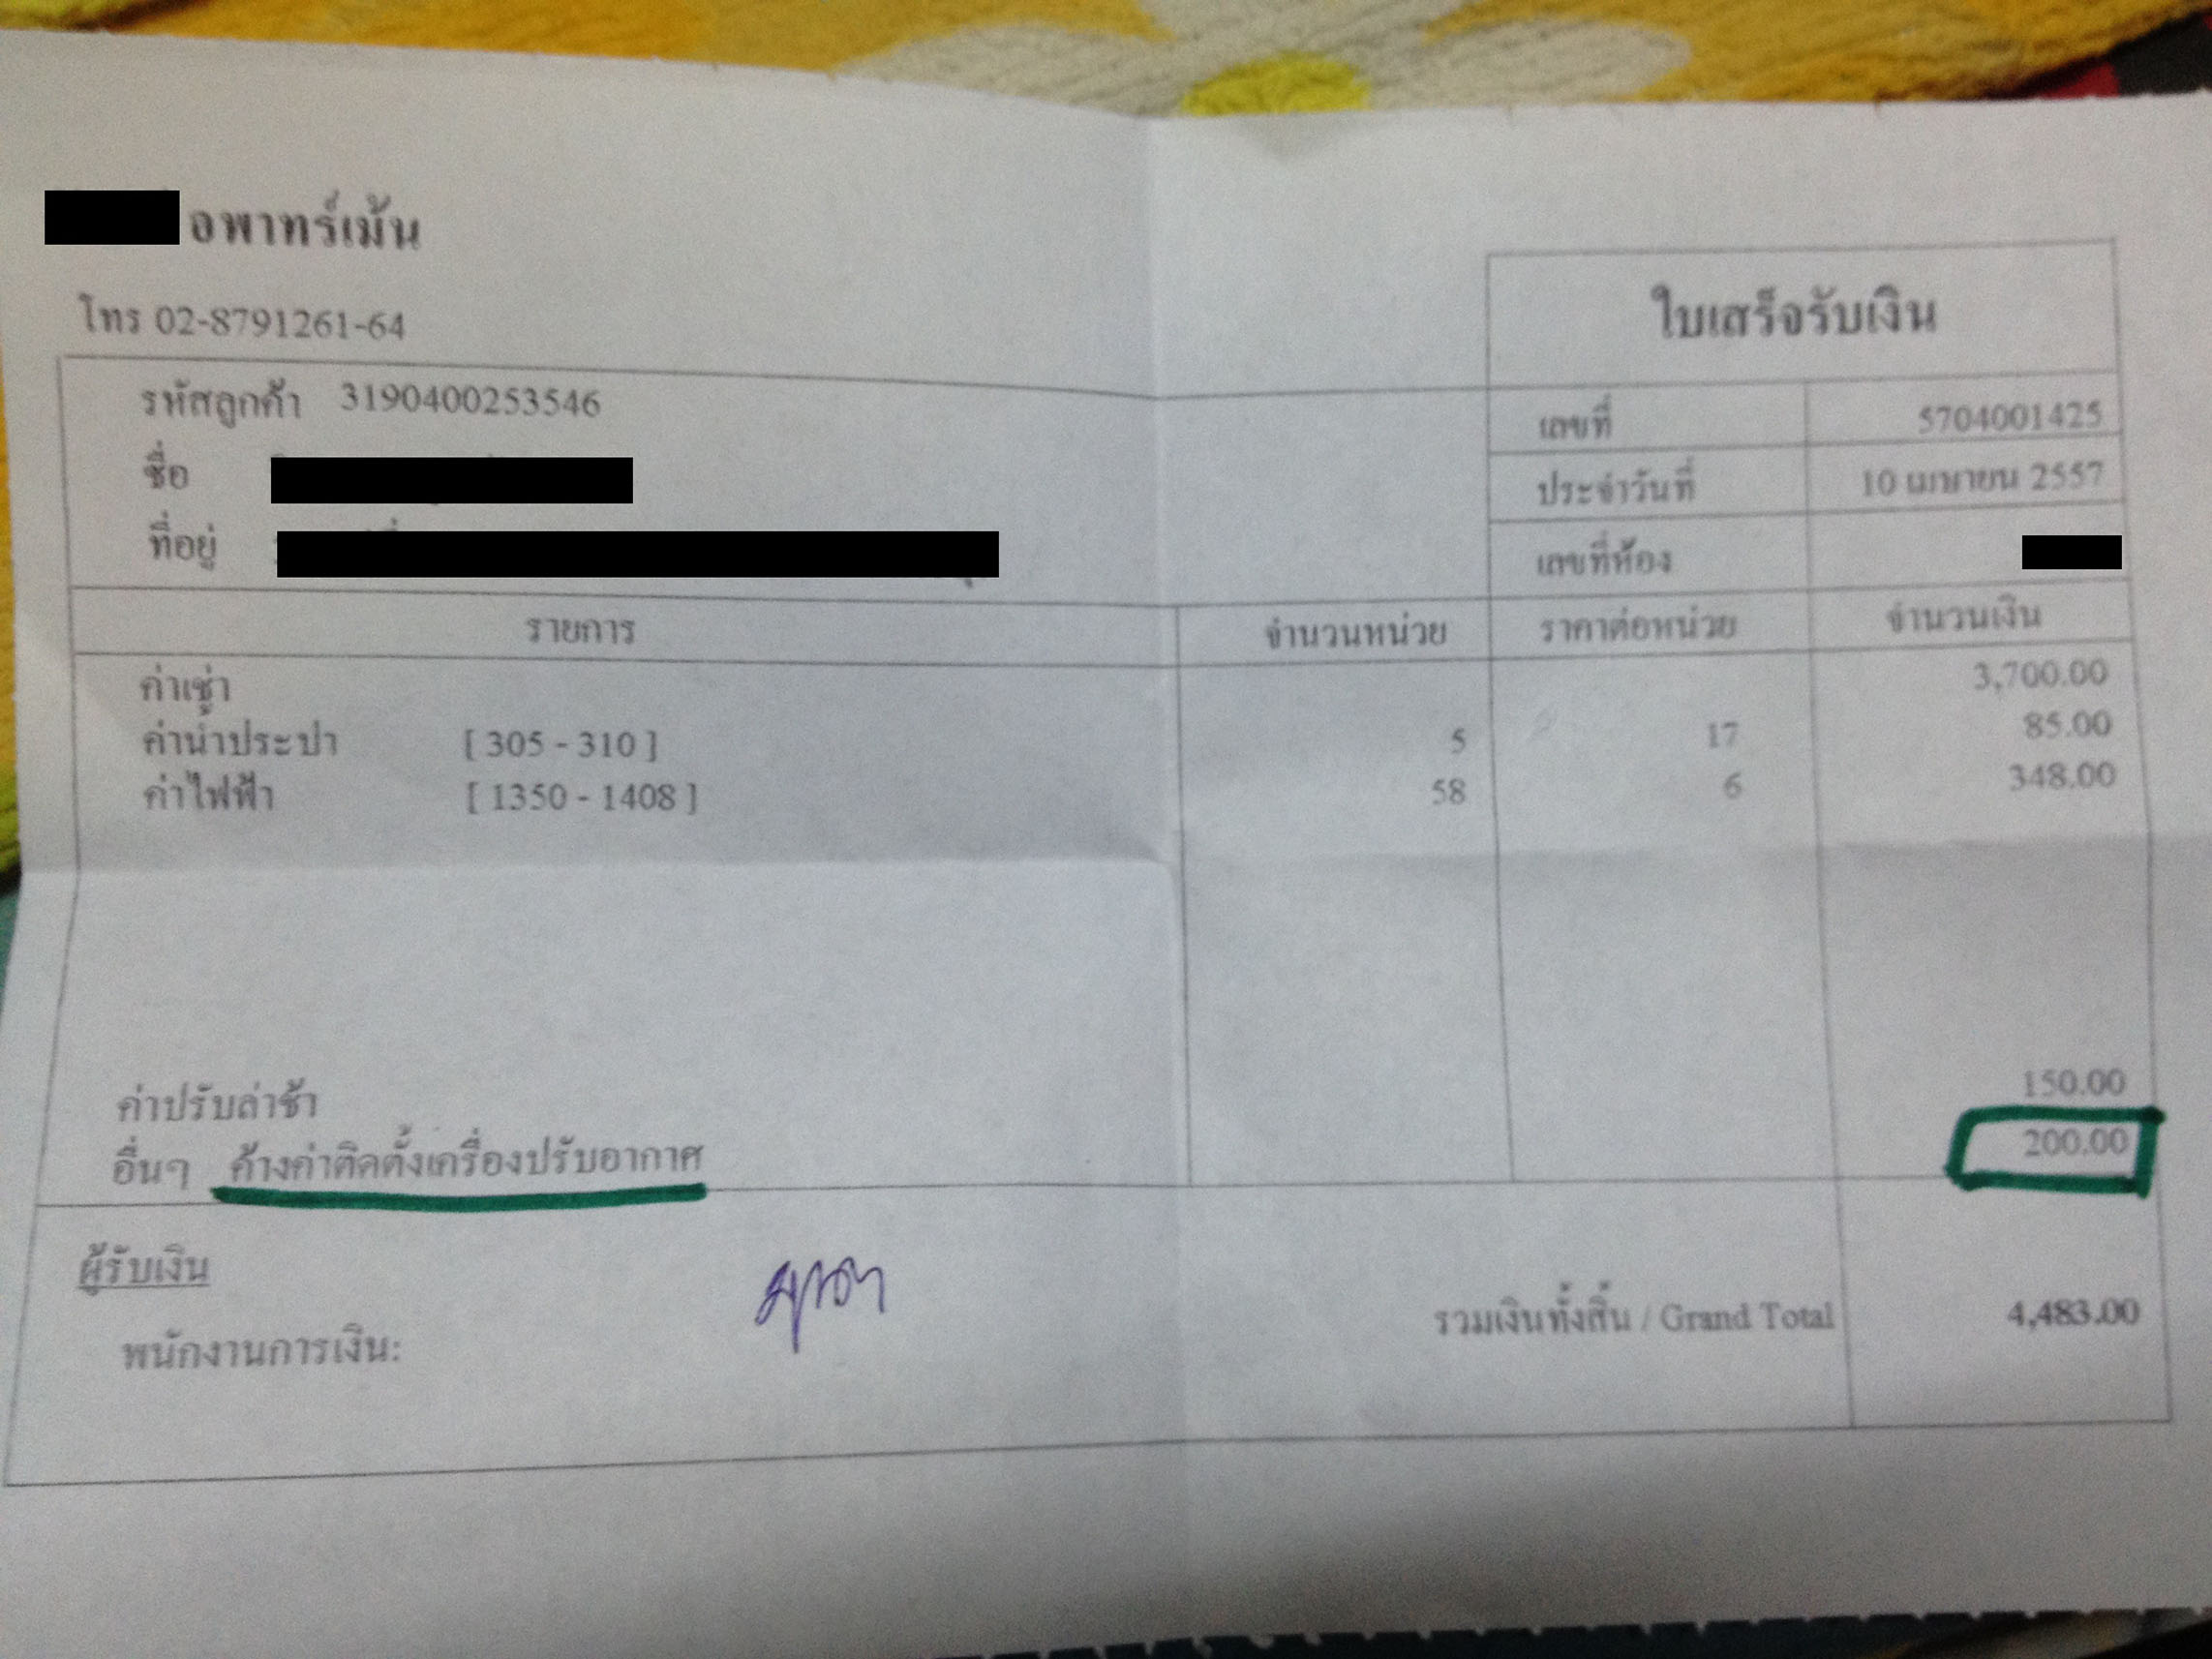 อพาทร์เม้น
โทร 02-8791261-64
ใบเสร็จรับเงิน
รหัสลูกค้า 3190400253546
เลขที่ 5704001425
ชื่อ
ประจำวันที่ 10 เมษายน 2557
ที่อยู่
เลขที่ห้อง
รายการ จำนวนหน่วย ราคาต่อหน่วย จำนวนเงิน
ค่าเช่า 3,700.00
ค่าน้ำประปา [ 305 - 310 ] 5 17 85.00
ค่าไฟฟ้า [ 1350 - 1408 ] 58 6 348.00
ค่าปรับล่าช้า 150.00
อื่นๆ ค้างค่าติดตั้งเครื่องปรับอากาศ 200.00
ผู้รับเงิน
รวมเงินทั้งสิ้น / Grand Total 4,483.00
พนักงานการเงิน: